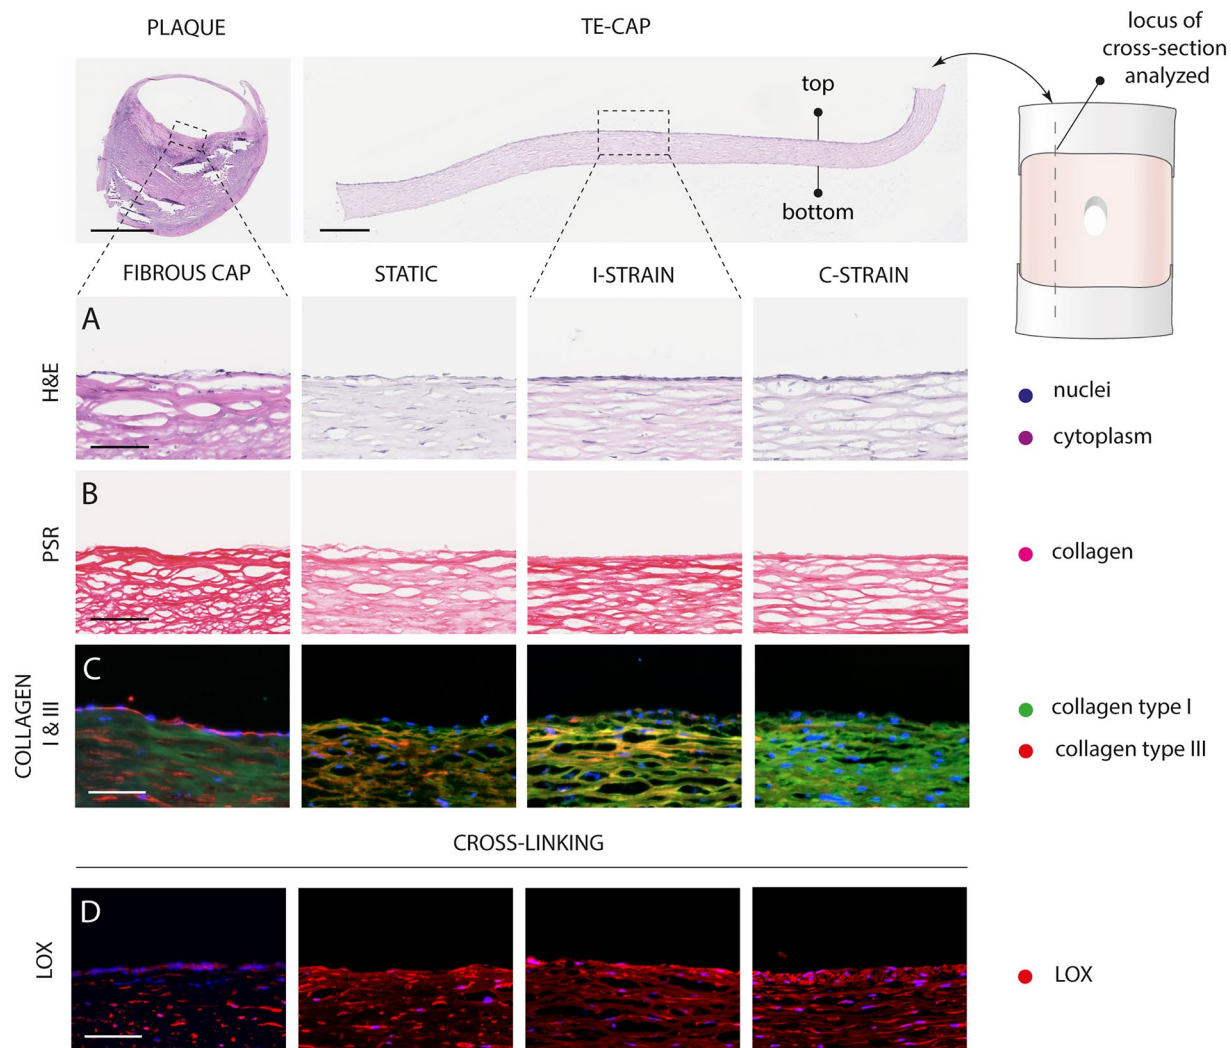 PLAQUE
TE-CAP
locus of
cross-section
analyzed
top
bottom
FIBROUS CAP
STATIC
I-STRAIN
C-STRAIN
A
H&E
nuclei
cytoplasm
B
PSR
collagen
C
COLLAGEN
I & III
collagen type I
collagen type III
CROSS-LINKING
D
LOX
LOX